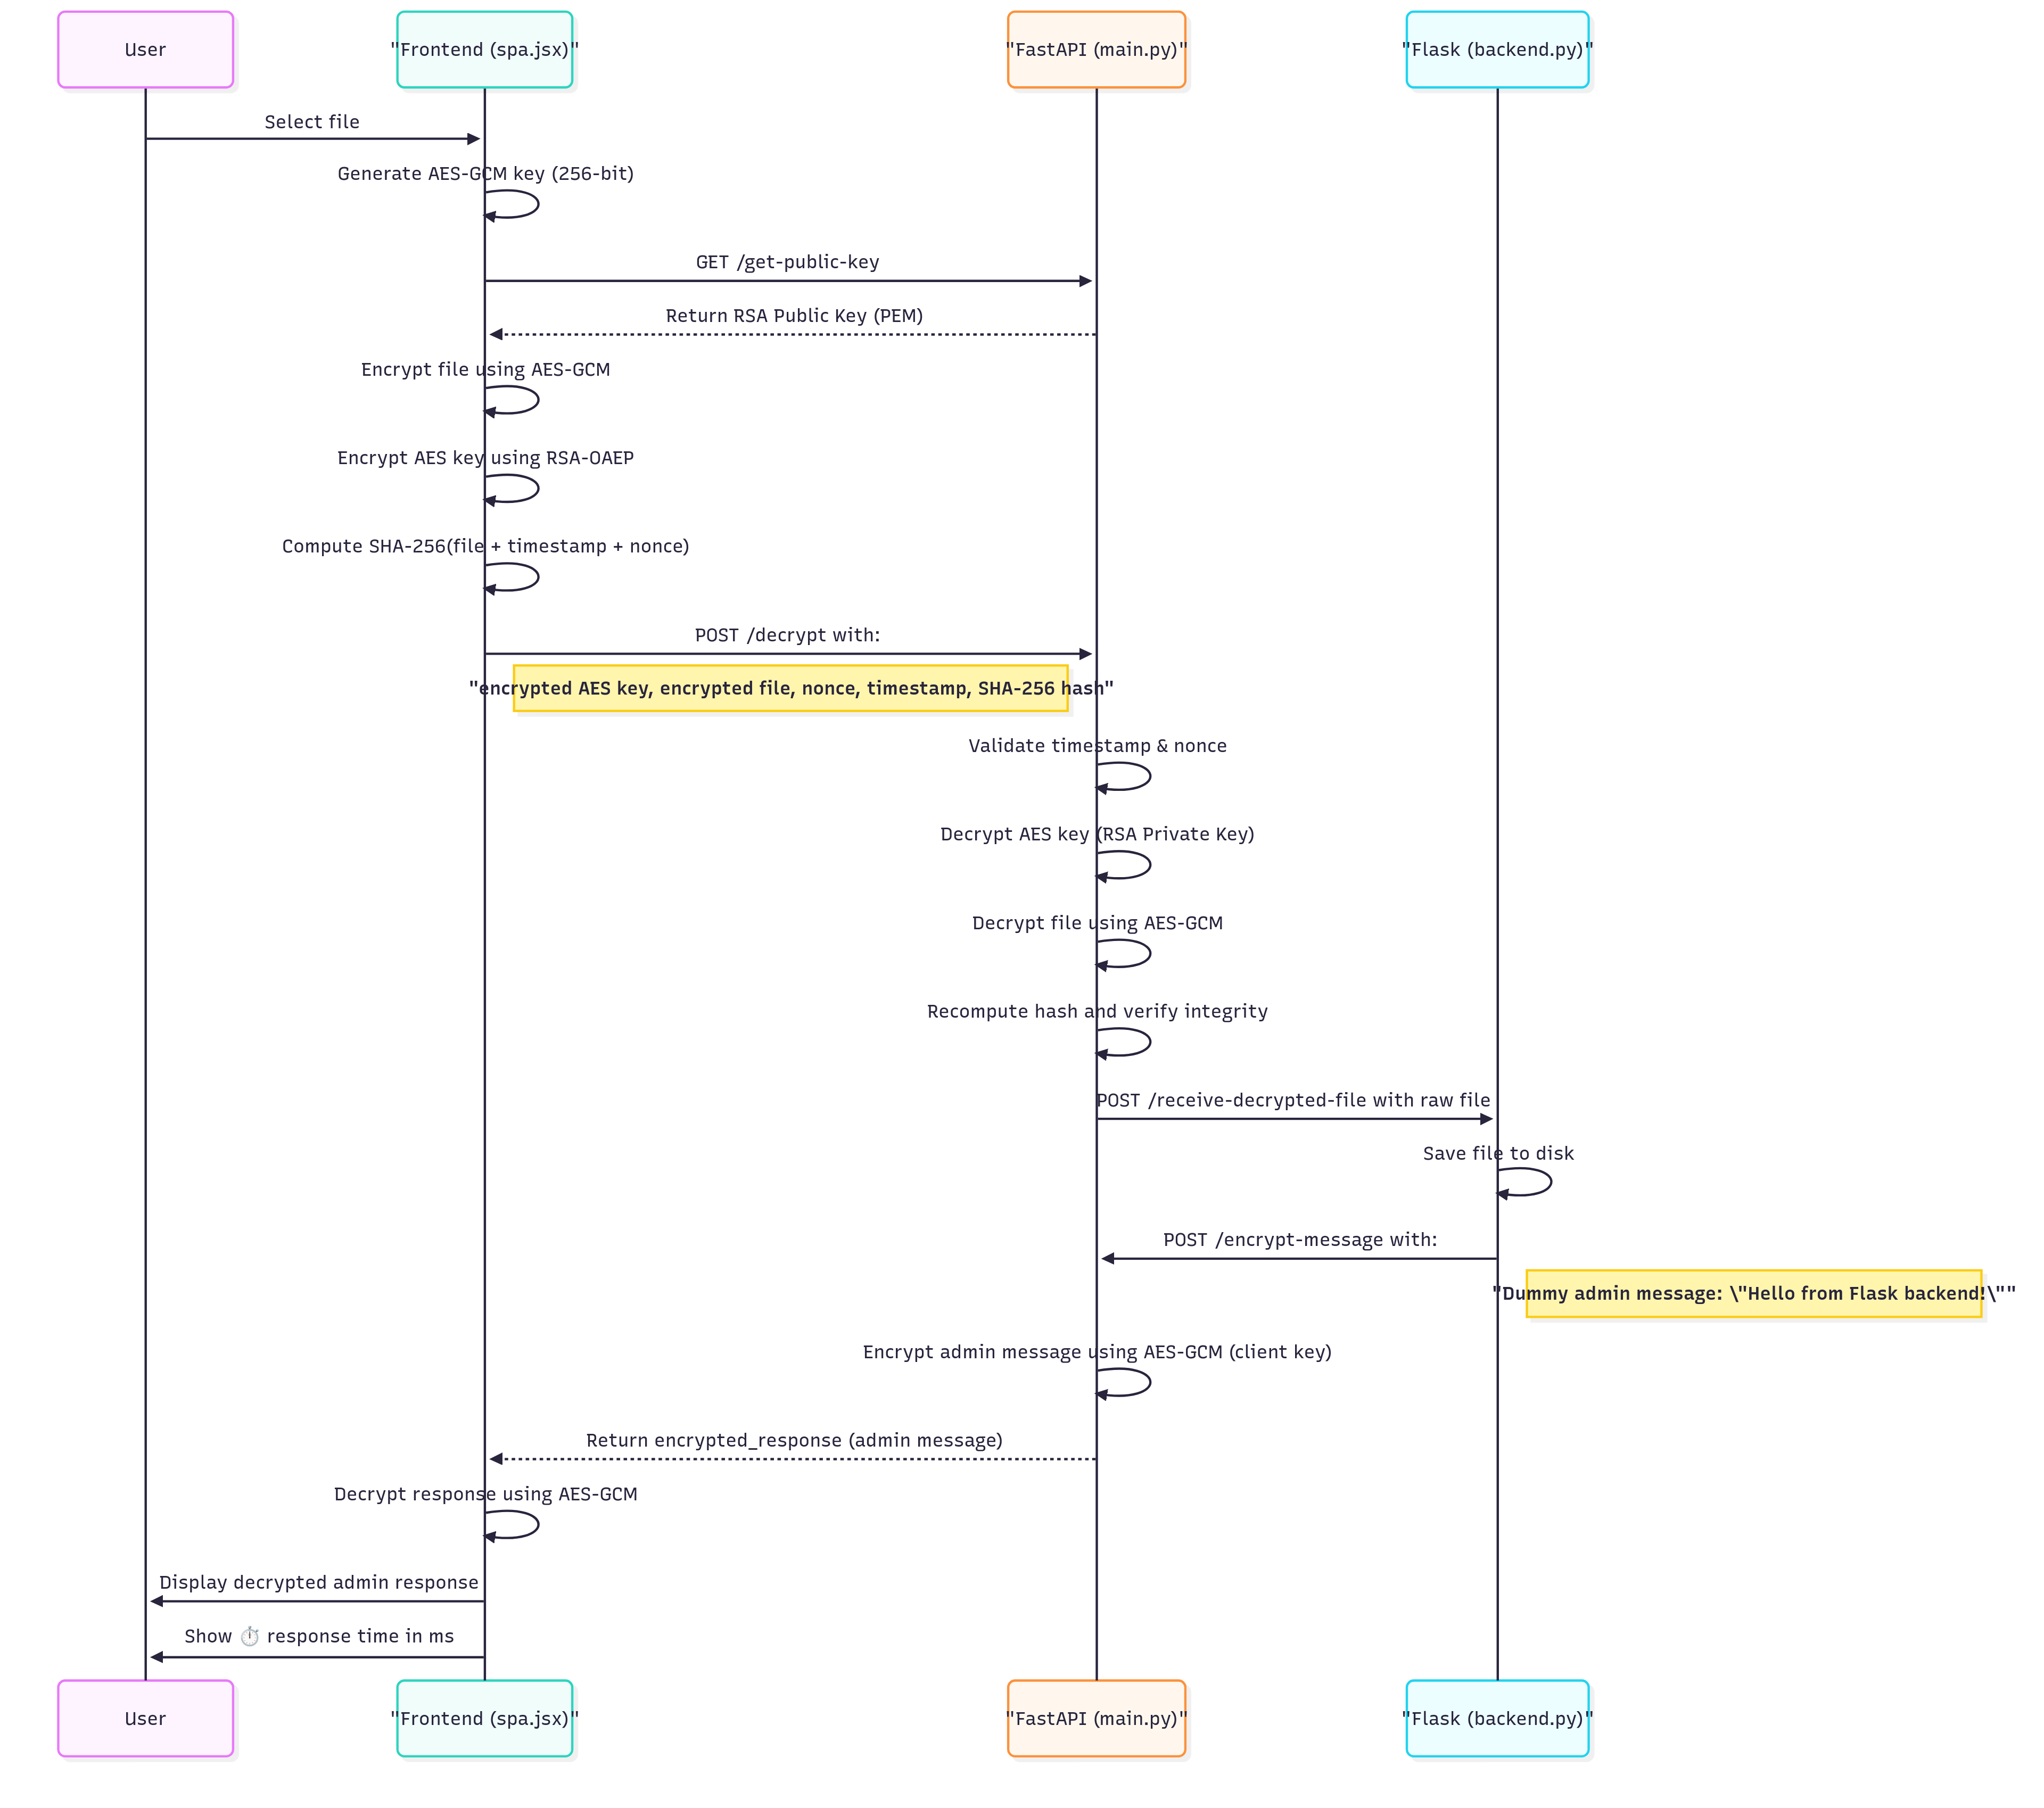 User
"Frontend (spa.jsx)"
"FastAPI (main.py)"
"Flask (backend.py)"
Select file
Generate AES-GCM key (256-bit)
GET /get-public-key
Return RSA Public Key (PEM)
Encrypt file using AES-GCM
Encrypt AES key using RSA-OAEP
Compute SHA-256(file + timestamp + nonce)
POST /decrypt with:
"encrypted AES key, encrypted file, nonce, timestamp, SHA-256 hash"
Validate timestamp & nonce
Decrypt AES key (RSA Private Key)
Decrypt file using AES-GCM
Recompute hash and verify integrity
POST /receive-decrypted-file with raw file
Save file to disk
POST /encrypt-message with:
"Dummy admin message: \"Hello from Flask backend!\""
Encrypt admin message using AES-GCM (client key)
Return encrypted_response (admin message)
Decrypt response using AES-GCM
Display decrypted admin response
Show ⏱️ response time in ms
User
"Frontend (spa.jsx)"
"FastAPI (main.py)"
"Flask (backend.py)"